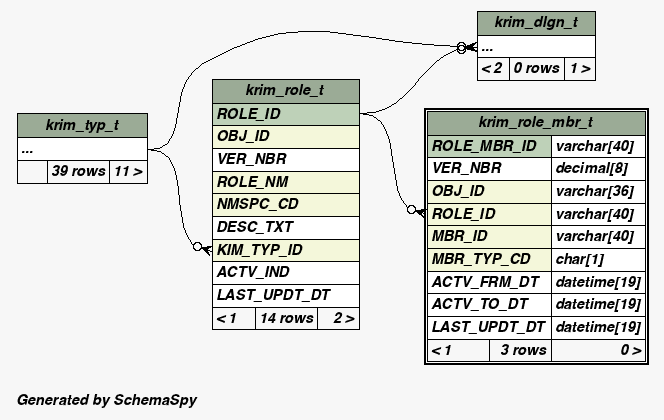 krim_dlgn_t
...
< 2 0 rows 1 >
krim_role_t
ROLE_ID
OBJ_ID
VER_NBR
ROLE_NM
NMSPC_CD
DESC_TXT
KIM_TYP_ID
ACTV_IND
LAST_UPDT_DT
< 1 14 rows 2 >
krim_typ_t
...
39 rows 11 >
krim_role_mbr_t
ROLE_MBR_ID varchar[40]
VER_NBR decimal[8]
OBJ_ID varchar[36]
ROLE_ID varchar[40]
MBR_ID varchar[40]
MBR_TYP_CD char[1]
ACTV_FRM_DT datetime[19]
ACTV_TO_DT datetime[19]
LAST_UPDT_DT datetime[19]
< 1 3 rows 0 >
Generated by SchemaSpy